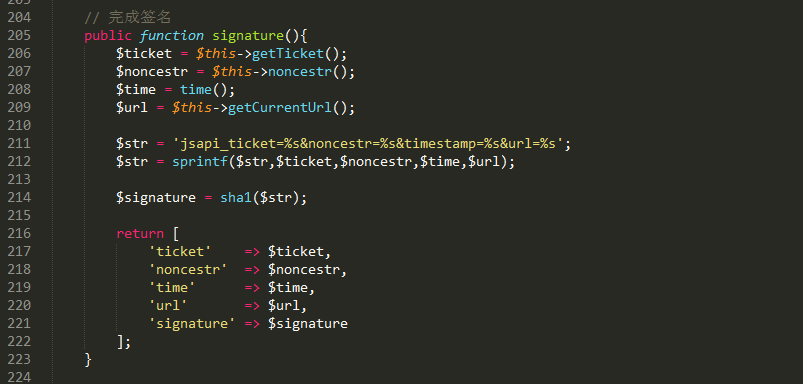 204 // 完成签名
205 public function signature(){
206 $ticket = $this->getTicket();
207 $noncestr = $this->noncestr();
208 $time = time();
209 $url = $this->getCurrentUrl();
210
211 $str = 'jsapi_ticket=%s&noncestr=%s&timestamp=%s&url=%s';
212 $str = sprintf($str,$ticket,$noncestr,$time,$url);
213
214 $signature = sha1($str);
215
216 return [
217 'ticket' => $ticket,
218 'noncestr' => $noncestr,
219 'time' => $time,
220 'url' => $url,
221 'signature' => $signature
222 ];
223 }
224